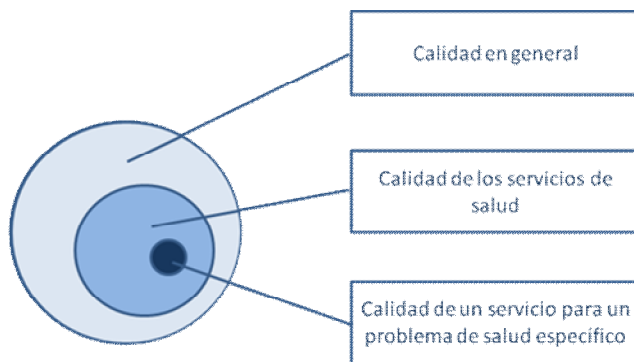 Calidad en general
Calidad de los servicios de
salud
Calidad de un servicio para un
problema de salud específico